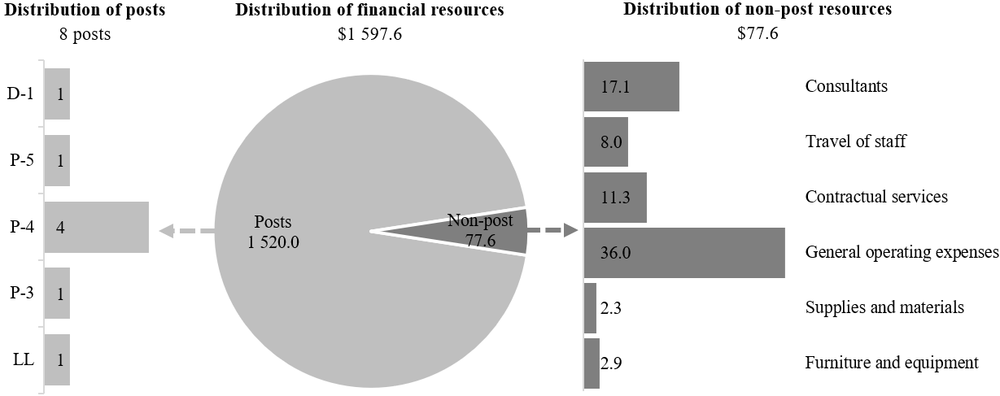 Distribution of posts
8 posts
D-1
1
P-5
1
P-4
4
P-3
1
LL
1
Distribution of financial resources
$1 597.6
Posts
1 520.0
Non-post
77.6
Distribution of non-post resources
$77.6
17.1 Consultants
8.0 Travel of staff
11.3 Contractual services
36.0 General operating expenses
2.3 Supplies and materials
2.9 Furniture and equipment